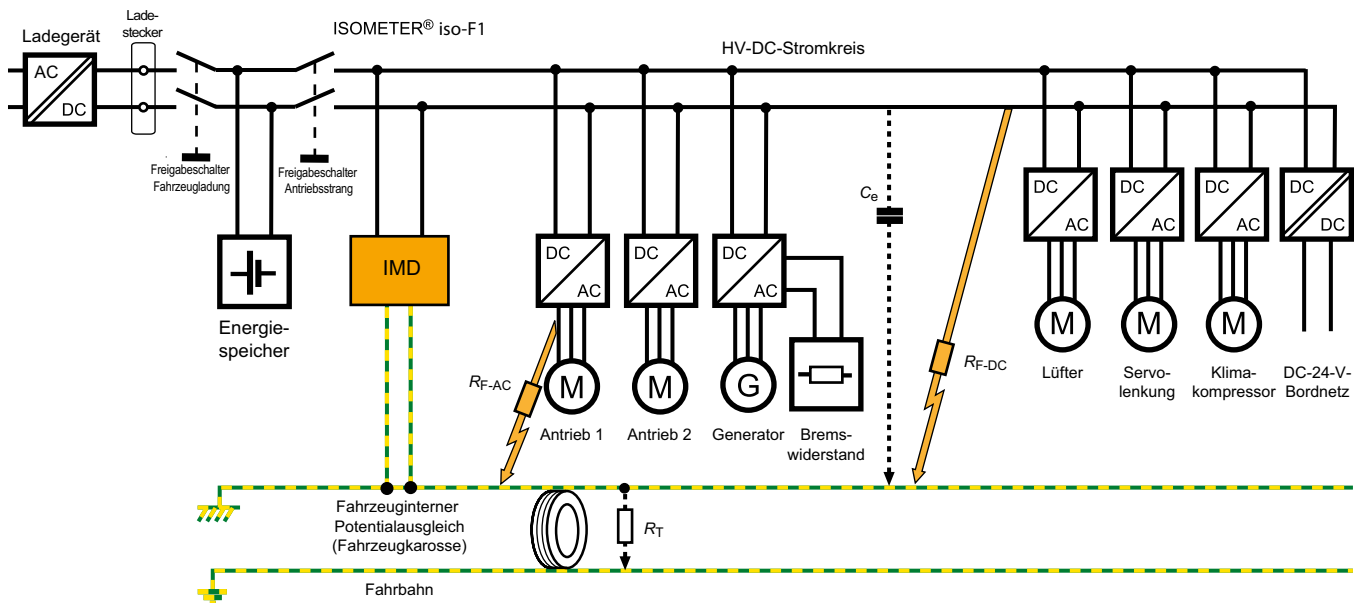 Ladegerät
AC
DC
Lade-
stecker
ISOMETER® iso-F1
HV-DC-Stromkreis
Freigabeschalter
Fahrzeugladung
Freigabeschalter
Antriebsstrang
Energie-
speicher
IMD
DC
AC
DC
AC
DC
AC
M
M
G
RF-AC
Antrieb 1
Antrieb 2
Generator
Brems-
widerstand
Ce
RF-DC
DC
AC
DC
AC
DC
AC
DC
DC
M
M
M
Lüfter
Servo-
lenkung
Klima-
kompressor
DC-24-V-
Bordnetz
Fahrzeuginterner
Potentialausgleich
(Fahrzeugkarosse)
RT
Fahrbahn